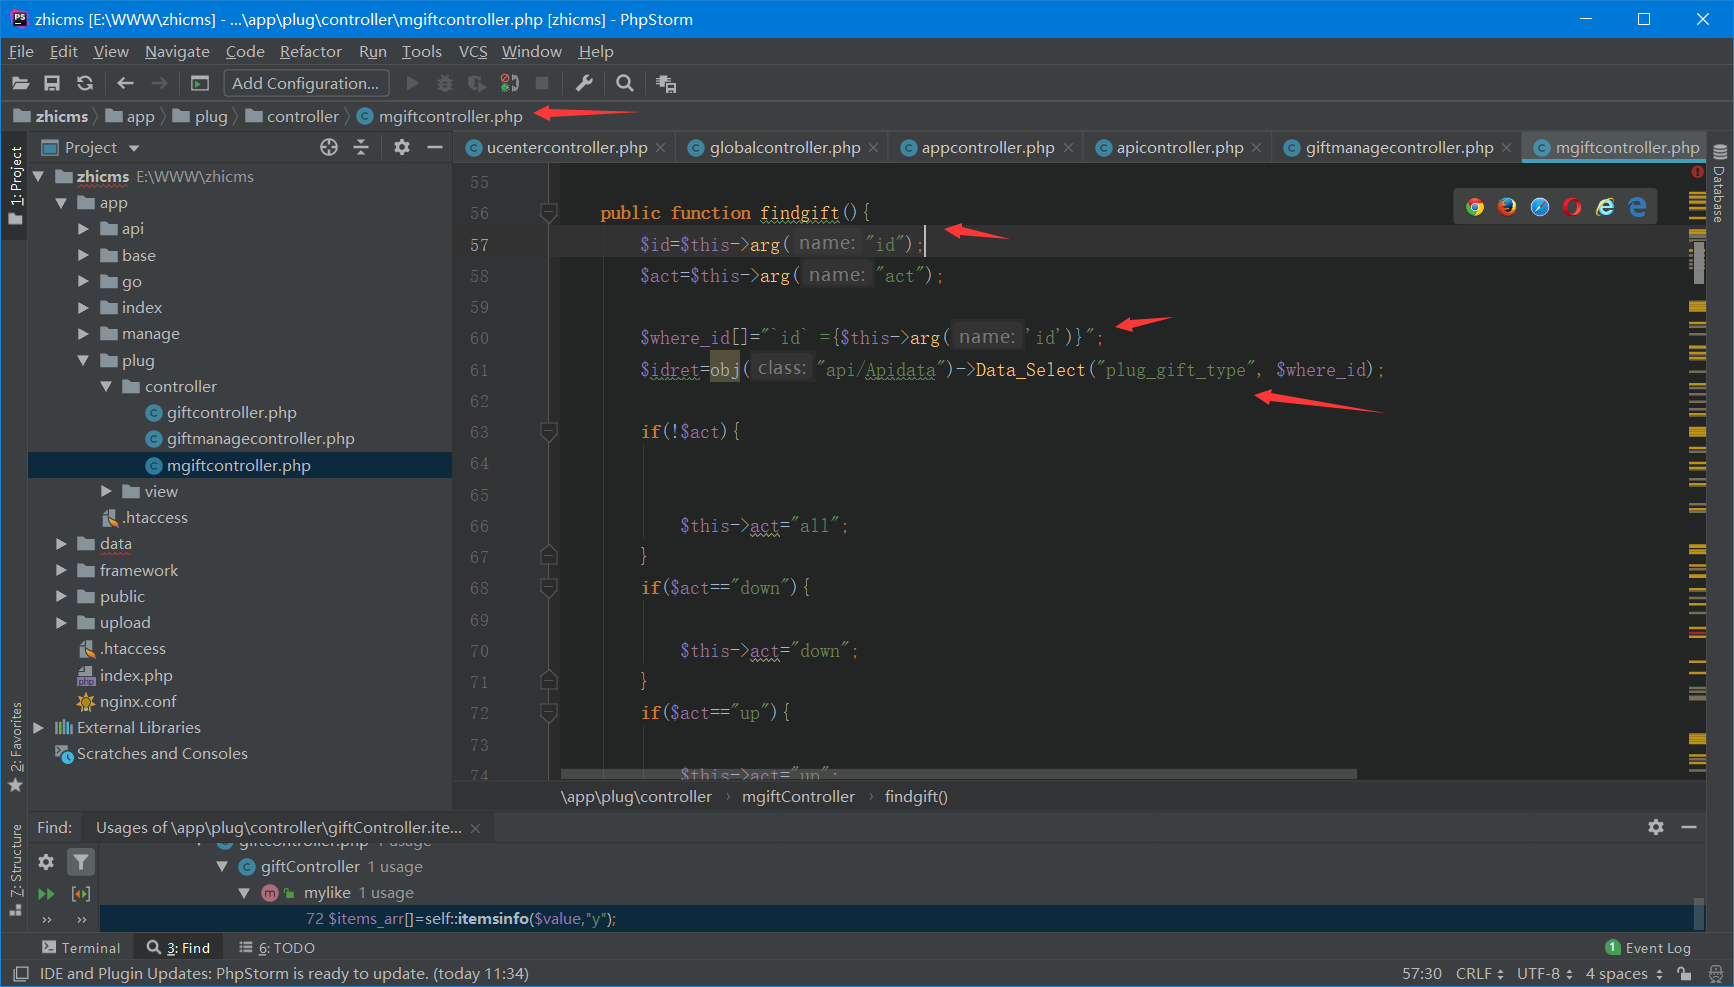 zhicms [E:\WWW\zhicms] - ...\app\plug\controller\mgiftcontroller.php [zhicms] - PhpStorm
File Edit View Navigate Code Refactor Run Tools VCS Window Help
Add Configuration...
zhicms app plug controller mgiftcontroller.php
1: Project
Project
ucentercontroller.php globalcontroller.php appcontroller.php apicontroller.php giftmanagecontroller.php mgiftcontroller.php
Database
zhicms E:\WWW\zhicms
app
api
base
go
index
manage
plug
controller
giftcontroller.php
giftmanagecontroller.php
mgiftcontroller.php
view
.htaccess
data
framework
public
upload
.htaccess
index.php
nginx.conf
External Libraries
Scratches and Consoles
55
56 public function findgift(){
57 $id=$this->arg( name: "id");
58 $act=$this->arg( name: "act");
59
60 $where_id[]="`id` ={$this->arg( name: 'id')}";
61 $idret=obj( class: "api/Apidata")->Data_Select("plug_gift_type", $where_id);
62
63 if(!$act){
64
65
66 $this->act="all";
67 }
68 if($act=="down"){
69
70 $this->act="down";
71 }
72 if($act=="up"){
73
74 $this->act="up";
\app\plug\controller › mgiftController › findgift()
2: Favorites
Z: Structure
Find: Usages of \app\plug\controller\giftController.ite...
giftcontroller.php 1 usage
giftController 1 usage
m mylike 1 usage
72 $items_arr[]=self::itemsinfo($value,"y");
Terminal 3: Find 6: TODO 1 Event Log
IDE and Plugin Updates: PhpStorm is ready to update. (today 11:34) 57:30 CRLF UTF-8 4 spaces